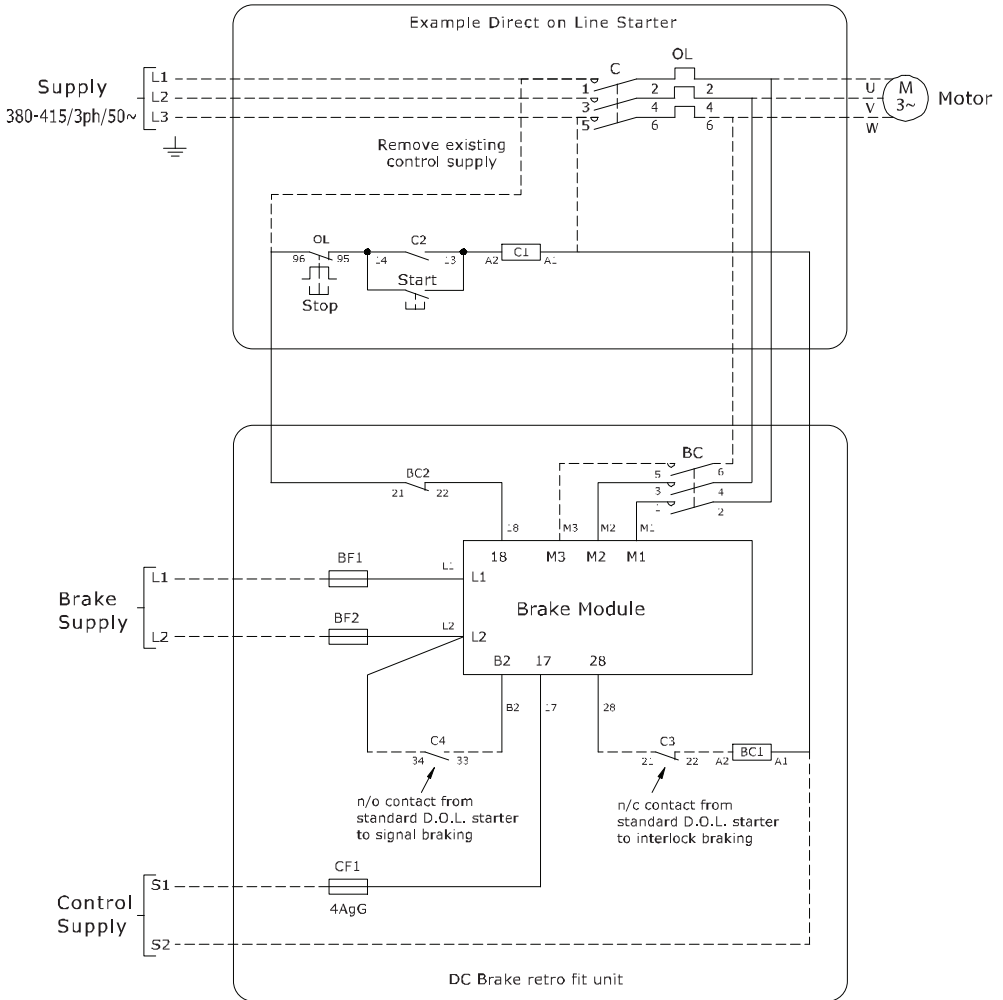 Example Direct on Line Starter
Supply
380-415/3ph/50~
L1
L2
L3
C
OL
1 2 2
3 4 4
5 6 6
U
V
W
M
3~
Motor
Remove existing
control supply
OL
96 95
Stop
C2
14 13
Start
A2 C1 A1
BC
5 6
3 4
1 2
BC2
21 22
18 M3 M2 M1
18 M3 M2 M1
Brake
Supply
L1
L2
BF1
BF2
L1
L1
L2
L2
Brake Module
B2 17 28
B2 17 28
C4
34 33
n/o contact from
standard D.O.L. starter
to signal braking
C3
21 22
A2 BC1 A1
n/c contact from
standard D.O.L. starter
to interlock braking
Control
Supply
S1
S2
CF1
4AgG
DC Brake retro fit unit